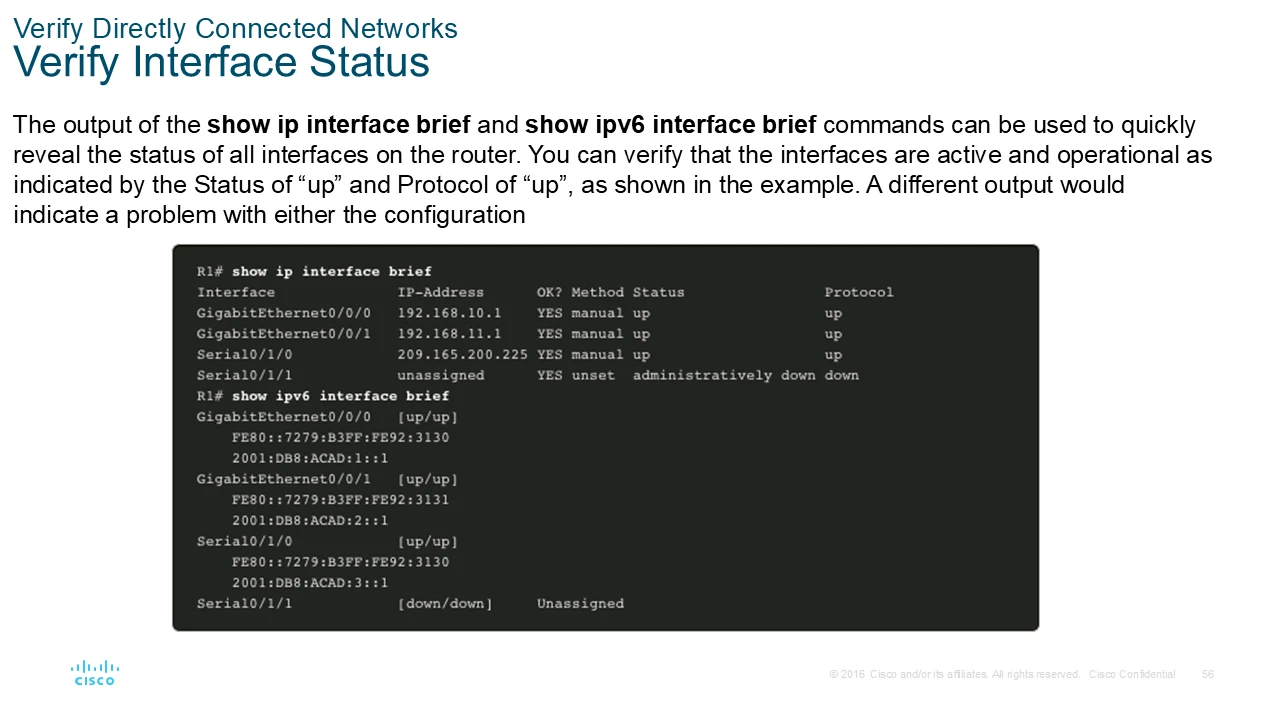 Verify Directly Connected Networks
Verify Interface Status
The output of the show ip interface brief and show ipv6 interface brief commands can be used to quickly
reveal the status of all interfaces on the router. You can verify that the interfaces are active and operational as
indicated by the Status of “up” and Protocol of “up”, as shown in the example. A different output would
indicate a problem with either the configuration
R1# show ip interface brief
Interface IP-Address OK? Method Status Protocol
GigabitEthernet0/0/0 192.168.10.1 YES manual up up
GigabitEthernet0/0/1 192.168.11.1 YES manual up up
Serial0/1/0 209.165.200.225 YES manual up up
Serial0/1/1 unassigned YES unset administratively down down
R1# show ipv6 interface brief
GigabitEthernet0/0/0 [up/up]
FE80::7279:B3FF:FE92:3130
2001:DB8:ACAD:1::1
GigabitEthernet0/0/1 [up/up]
FE80::7279:B3FF:FE92:3131
2001:DB8:ACAD:2::1
Serial0/1/0 [up/up]
FE80::7279:B3FF:FE92:3130
2001:DB8:ACAD:3::1
Serial0/1/1 [down/down] Unassigned
CISCO
© 2016 Cisco and/or its affiliates. All rights reserved. Cisco Confidential 56